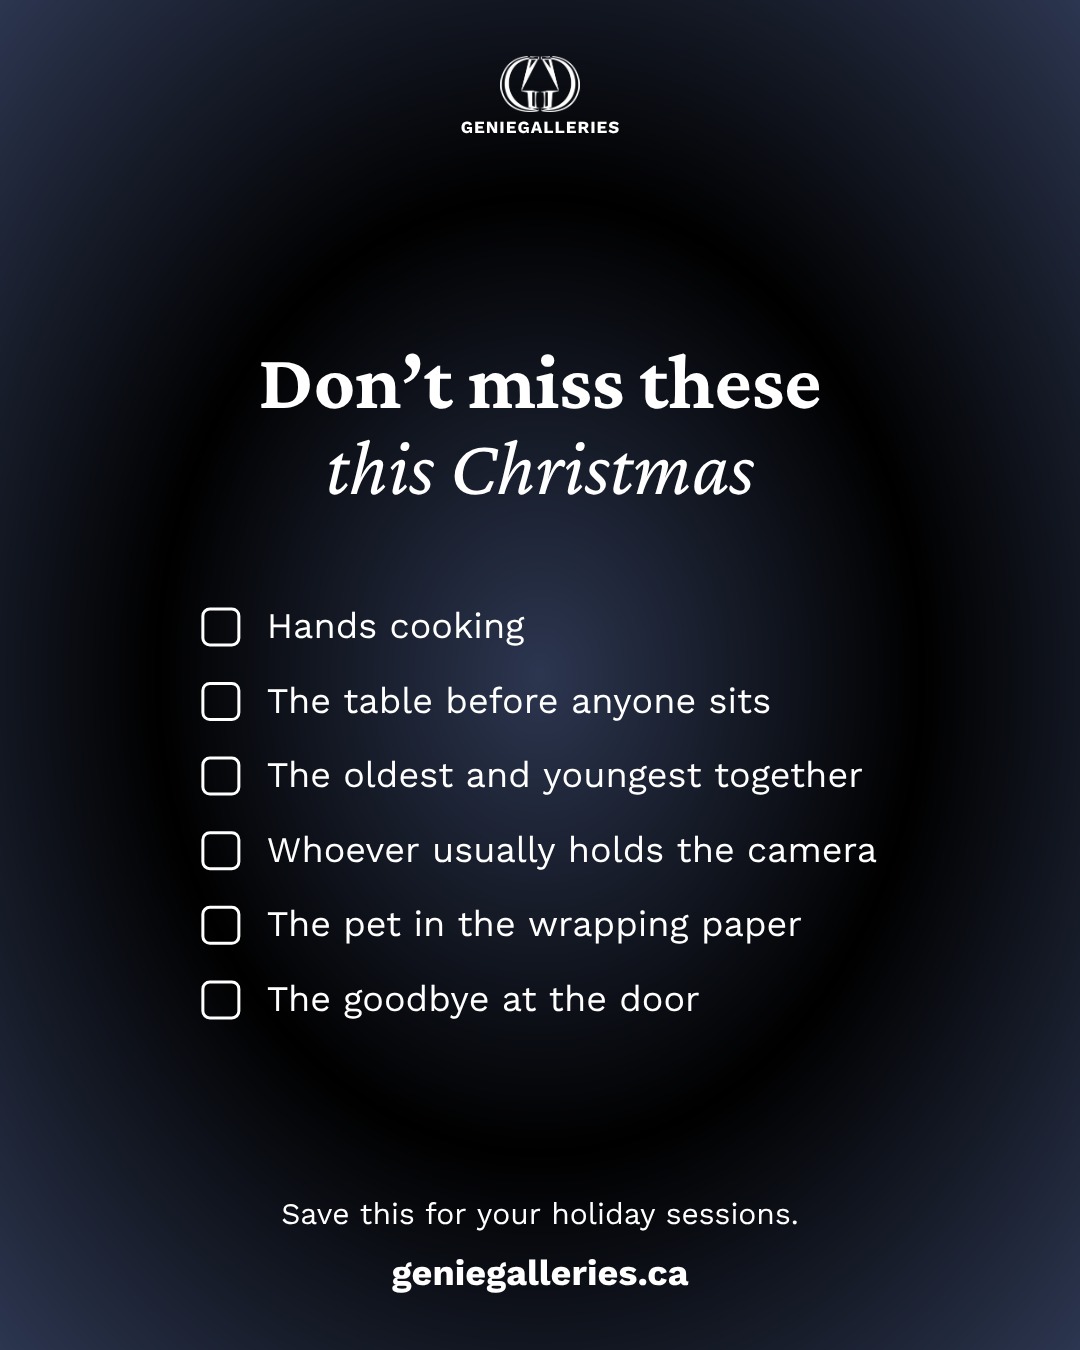 GENIEGALLERIES
Don’t miss these
this Christmas
Hands cooking
The table before anyone sits
The oldest and youngest together
Whoever usually holds the camera
The pet in the wrapping paper
The goodbye at the door
Save this for your holiday sessions.
geniegalleries.ca